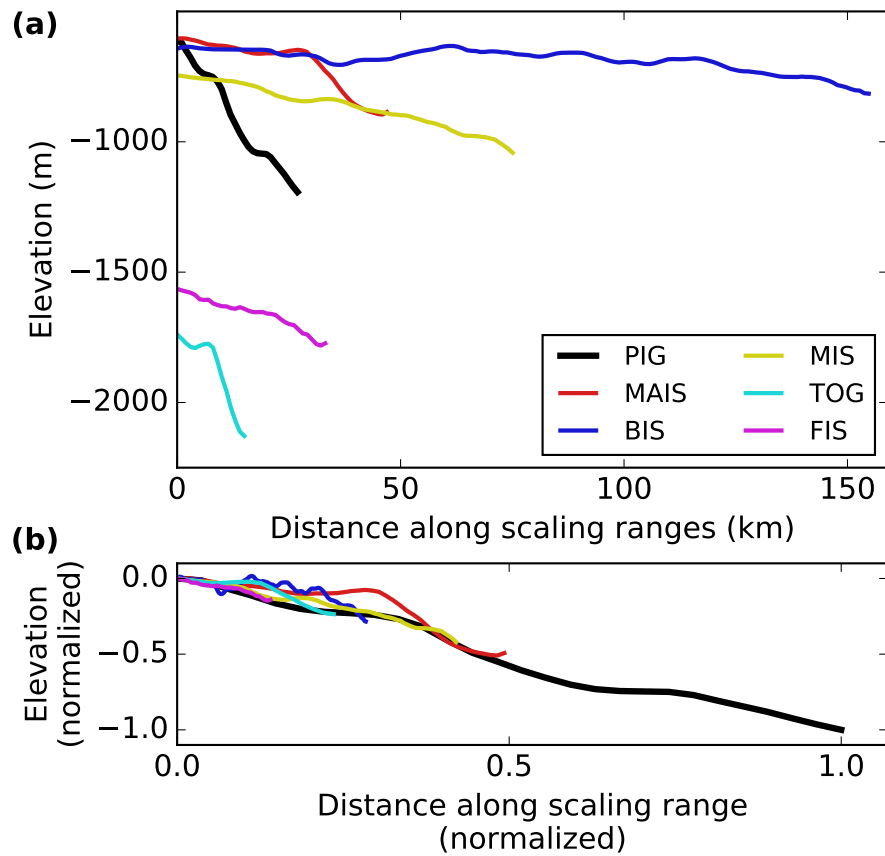 (a)
Elevation (m)
−1000
−1500
−2000
PIG
MAIS
BIS
MIS
TOG
FIS
0
50
100
150
Distance along scaling ranges (km)
(b)
Elevation
(normalized)
0.0
−0.5
−1.0
0.0
0.5
1.0
Distance along scaling range
(normalized)